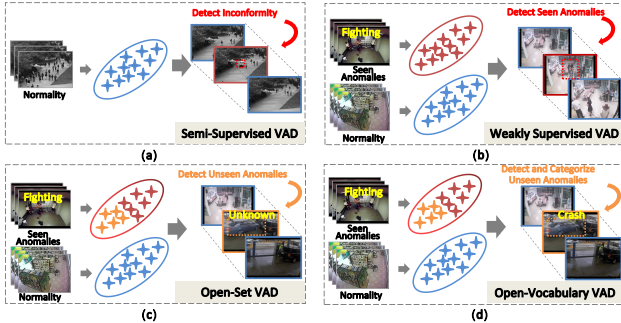 Detect Inconformity
Normality
Semi-Supervised VAD
(a)
Detect Seen Anomalies
Fighting
Seen
Anomalies
Normality
Weakly Supervised VAD
(b)
Detect Unseen Anomalies
Fighting
Unknown
Seen
Anomalies
Normality
Open-Set VAD
(c)
Detect and Categorize
Unseen Anomalies
Fighting
Crash
Seen
Anomalies
Normality
Open-Vocabulary VAD
(d)